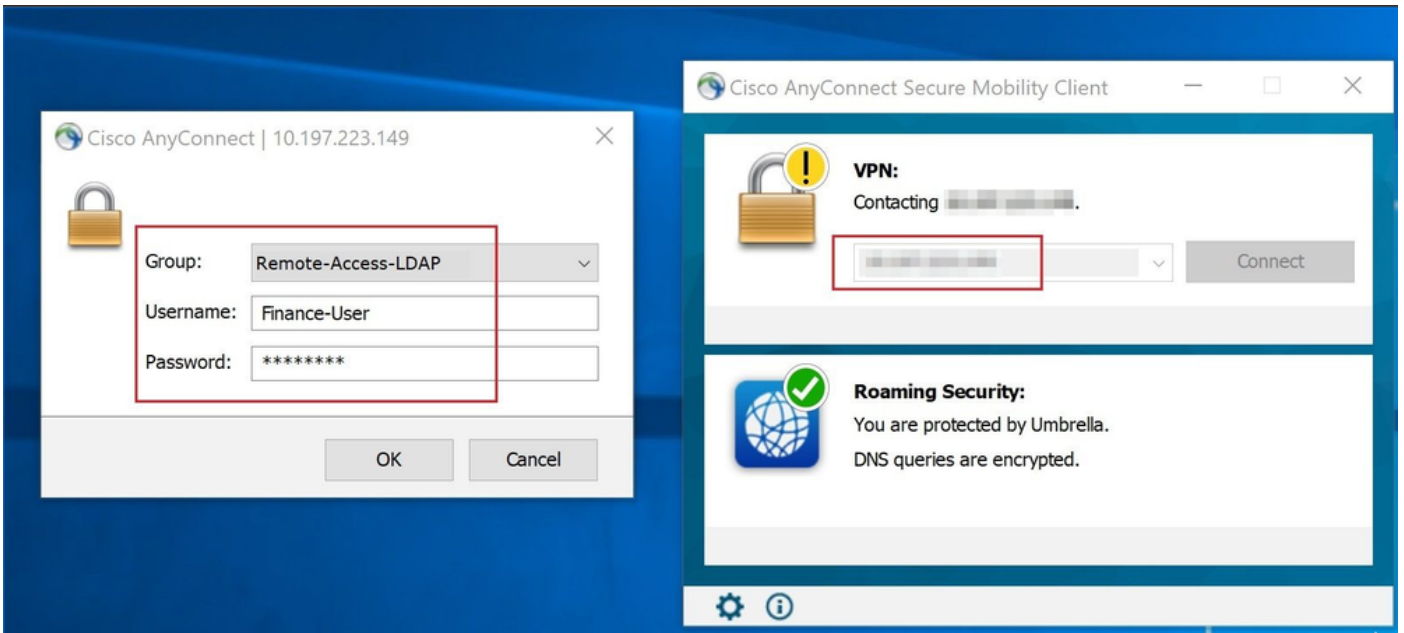 Cisco AnyConnect | 10.197.223.149
Group: Remote-Access-LDAP
Username: Finance-User
Password: ********
OK Cancel
Cisco AnyConnect Secure Mobility Client
VPN:
Contacting .
Connect
Roaming Security:
You are protected by Umbrella.
DNS queries are encrypted.